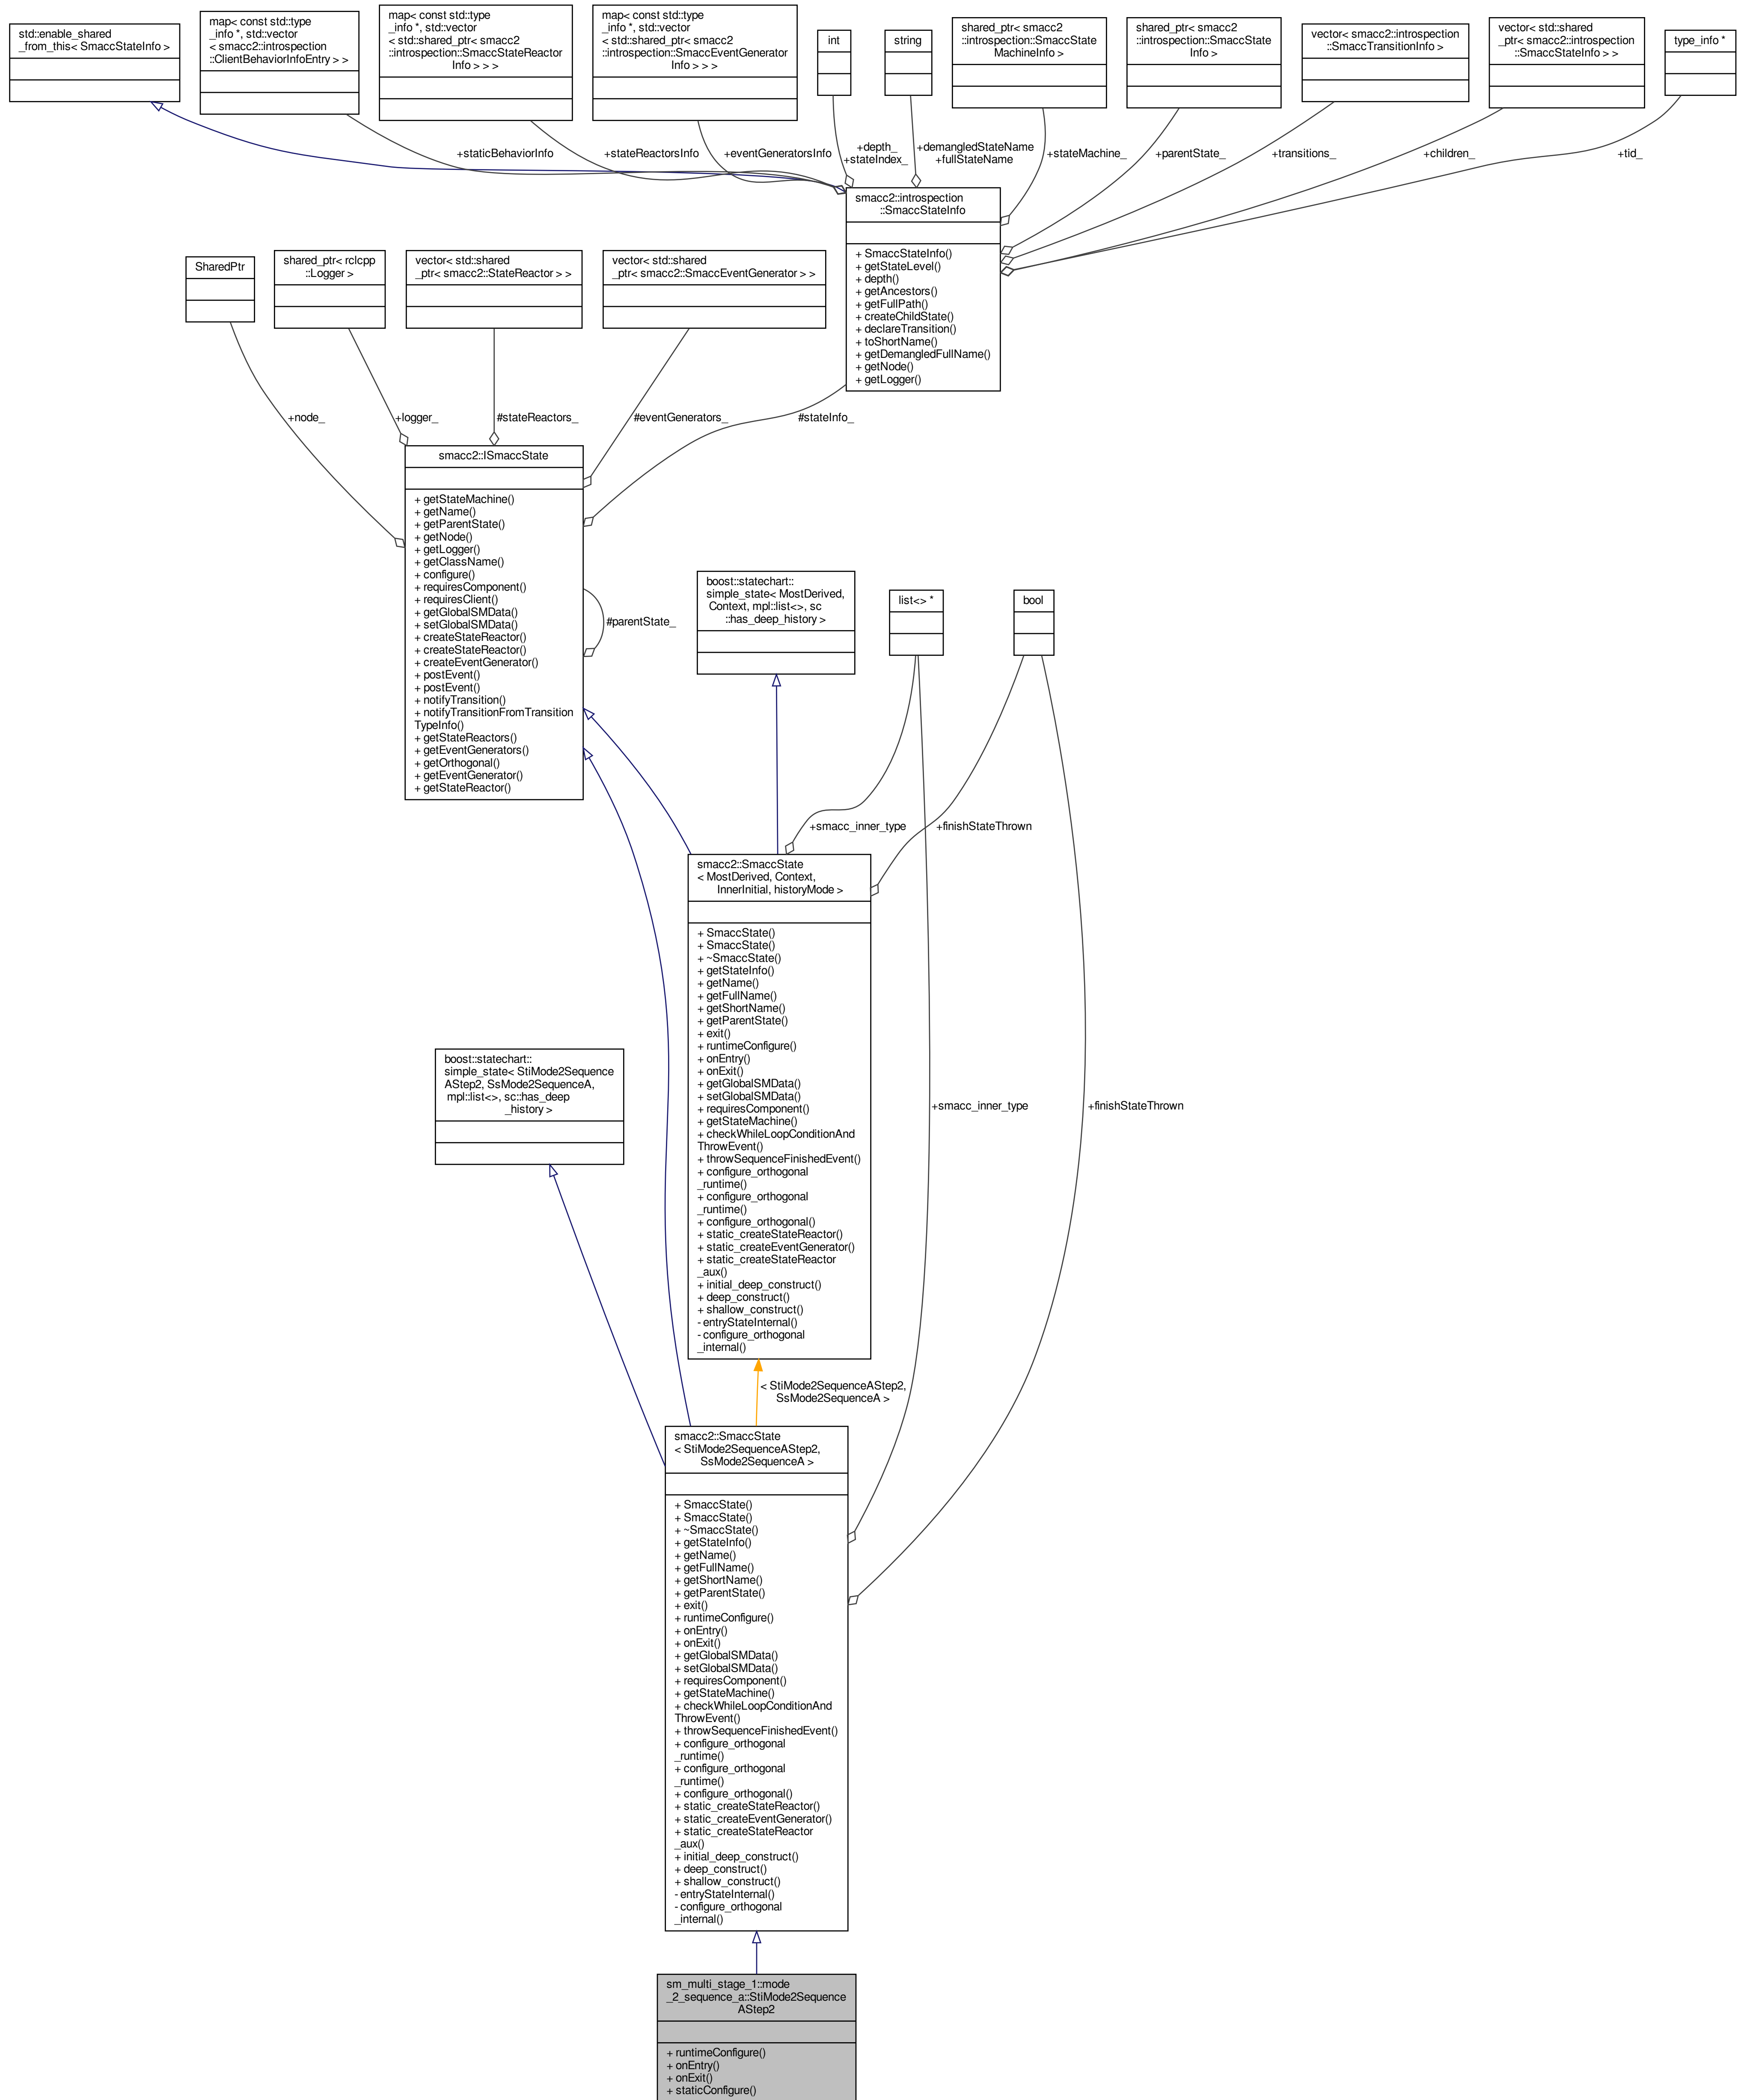 std::enable_shared
_from_this< SmaccStateInfo >
map< const std::type
_info *, std::vector
< smacc2::introspection
::ClientBehaviorInfoEntry > >
map< const std::type
_info *, std::vector
< std::shared_ptr< smacc2
::introspection::SmaccStateReactor
Info > > >
map< const std::type
_info *, std::vector
< std::shared_ptr< smacc2
::introspection::SmaccEventGenerator
Info > > >
int
string
shared_ptr< smacc2
::introspection::SmaccState
MachineInfo >
shared_ptr< smacc2
::introspection::SmaccState
Info >
vector< smacc2::introspection
::SmaccTransitionInfo >
vector< std::shared
_ptr< smacc2::introspection
::SmaccStateInfo > >
type_info *
+staticBehaviorInfo
+stateReactorsInfo
+eventGeneratorsInfo
+depth_
+stateIndex_
+demangledStateName
+fullStateName
+stateMachine_
+parentState_
+transitions_
+children_
+tid_
smacc2::introspection
::SmaccStateInfo
+ SmaccStateInfo()
+ getStateLevel()
+ depth()
+ getAncestors()
+ getFullPath()
+ createChildState()
+ declareTransition()
+ toShortName()
+ getDemangledFullName()
+ getNode()
+ getLogger()
SharedPtr
shared_ptr< rclcpp
::Logger >
vector< std::shared
_ptr< smacc2::StateReactor > >
vector< std::shared
_ptr< smacc2::SmaccEventGenerator > >
+node_
+logger_
#stateReactors_
#eventGenerators_
#stateInfo_
smacc2::ISmaccState
+ getStateMachine()
+ getName()
+ getParentState()
+ getNode()
+ getLogger()
+ getClassName()
+ configure()
+ requiresComponent()
+ requiresClient()
+ getGlobalSMData()
+ setGlobalSMData()
+ createStateReactor()
+ createStateReactor()
+ createEventGenerator()
+ postEvent()
+ postEvent()
+ notifyTransition()
+ notifyTransitionFromTransition
TypeInfo()
+ getStateReactors()
+ getEventGenerators()
+ getOrthogonal()
+ getEventGenerator()
+ getStateReactor()
#parentState_
boost::statechart::
simple_state< MostDerived,
Context, mpl::list<>, sc
::has_deep_history >
list<> *
bool
+smacc_inner_type
+finishStateThrown
smacc2::SmaccState
< MostDerived, Context,
InnerInitial, historyMode >
+ SmaccState()
+ SmaccState()
+ ~SmaccState()
+ getStateInfo()
+ getName()
+ getFullName()
+ getShortName()
+ getParentState()
+ exit()
+ runtimeConfigure()
+ onEntry()
+ onExit()
+ getGlobalSMData()
+ setGlobalSMData()
+ requiresComponent()
+ getStateMachine()
+ checkWhileLoopConditionAnd
ThrowEvent()
+ throwSequenceFinishedEvent()
+ configure_orthogonal
_runtime()
+ configure_orthogonal
_runtime()
+ configure_orthogonal()
+ static_createStateReactor()
+ static_createEventGenerator()
+ static_createStateReactor
_aux()
+ initial_deep_construct()
+ deep_construct()
+ shallow_construct()
- entryStateInternal()
- configure_orthogonal
_internal()
boost::statechart::
simple_state< StiMode2Sequence
AStep2, SsMode2SequenceA,
mpl::list<>, sc::has_deep
_history >
+smacc_inner_type
+finishStateThrown
< StiMode2SequenceAStep2,
SsMode2SequenceA >
smacc2::SmaccState
< StiMode2SequenceAStep2,
SsMode2SequenceA >
+ SmaccState()
+ SmaccState()
+ ~SmaccState()
+ getStateInfo()
+ getName()
+ getFullName()
+ getShortName()
+ getParentState()
+ exit()
+ runtimeConfigure()
+ onEntry()
+ onExit()
+ getGlobalSMData()
+ setGlobalSMData()
+ requiresComponent()
+ getStateMachine()
+ checkWhileLoopConditionAnd
ThrowEvent()
+ throwSequenceFinishedEvent()
+ configure_orthogonal
_runtime()
+ configure_orthogonal
_runtime()
+ configure_orthogonal()
+ static_createStateReactor()
+ static_createEventGenerator()
+ static_createStateReactor
_aux()
+ initial_deep_construct()
+ deep_construct()
+ shallow_construct()
- entryStateInternal()
- configure_orthogonal
_internal()
sm_multi_stage_1::mode
_2_sequence_a::StiMode2Sequence
AStep2
+ runtimeConfigure()
+ onEntry()
+ onExit()
+ staticConfigure()